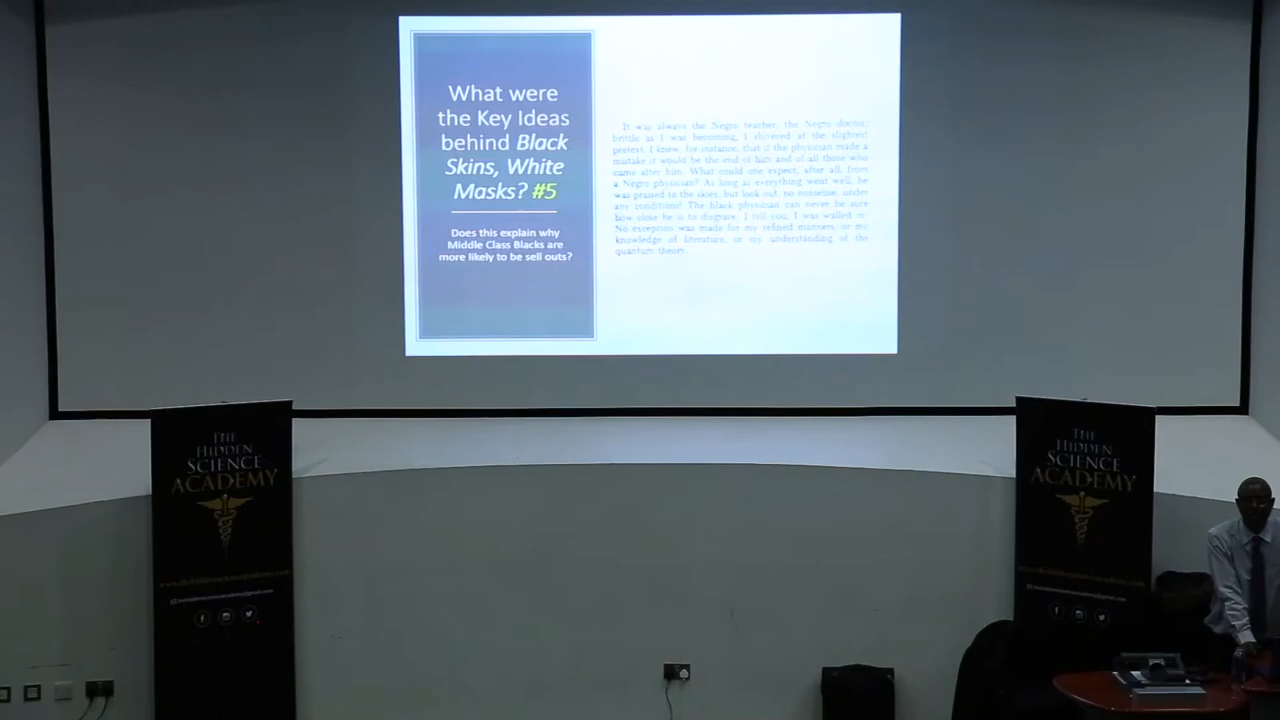 What were
the Key Ideas
behind Black
Skins, White
Masks? #5
Does this explain why
Middle Class Blacks are
more likely to be sell outs?
It was always the Negro teacher, the Negro doctor;
brittle as I was becoming, I shivered at the slightest
pretext. I knew, for instance, that if the physician made a
mistake it would be the end of him and of all those who
came after him. What could one expect, after all, from
a Negro physician? As long as everything went well, he
was praised to the skies, but look out, no nonsense, under
any conditions! The black physician can never be sure
how close he is to disgrace. I tell you, I was walled in:
No exception was made for my refined manners, or my
knowledge of literature, or my understanding of the
quantum theory.
THE
HIDDEN
SCIENCE
ACADEMY
THE
HIDDEN
SCIENCE
ACADEMY